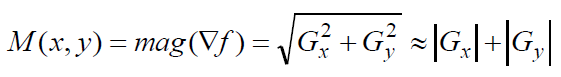 M(x, y) = mag(∇f) = √(G_x^2 + G_y^2) ≈ |G_x| + |G_y|